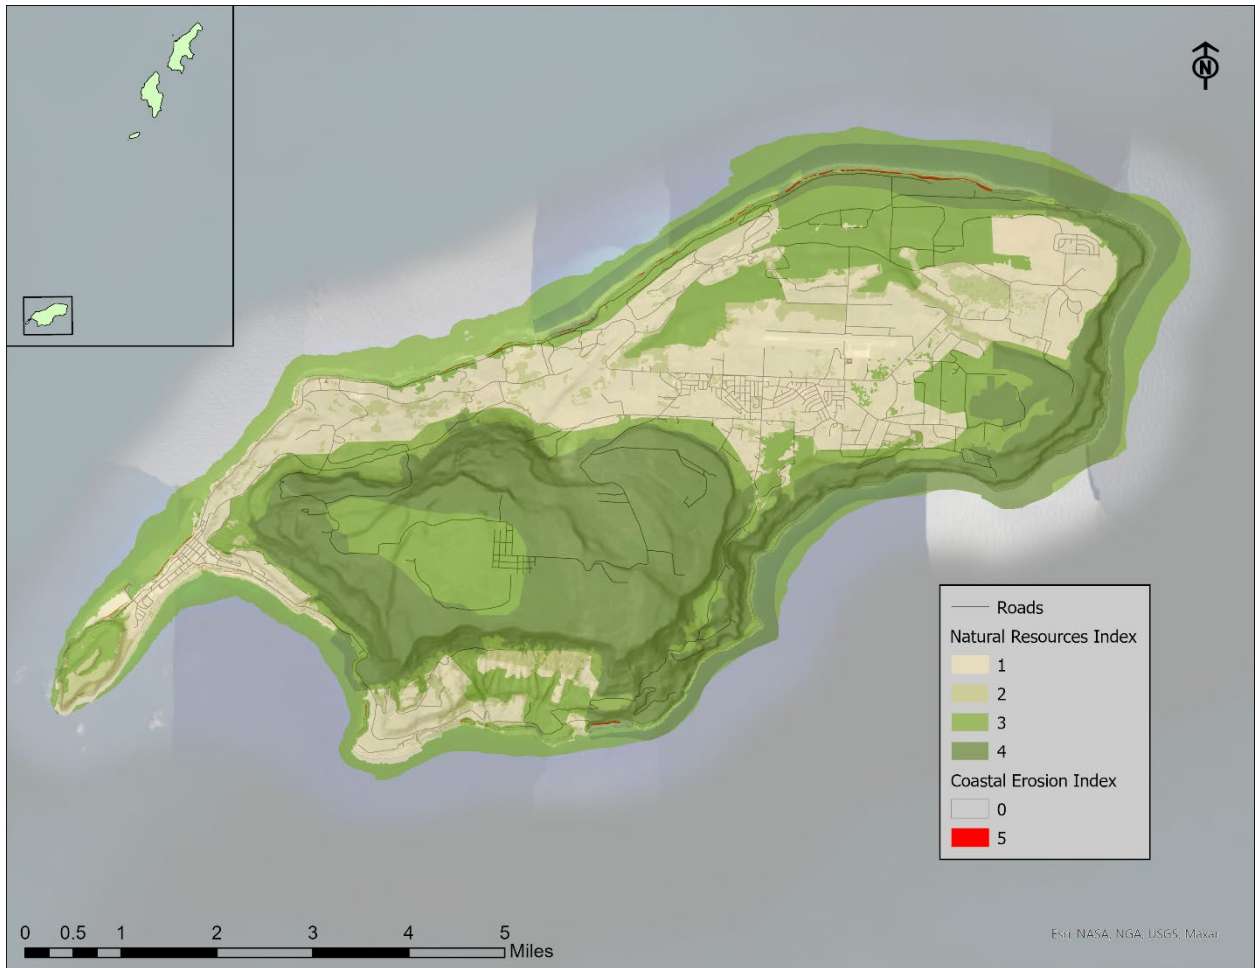 N
Roads
Natural Resources Index
1
2
3
4
Coastal Erosion Index
0
5
0 0.5 1 2 3 4 5
Miles
Esri, NASA, NGA, USGS, Maxar